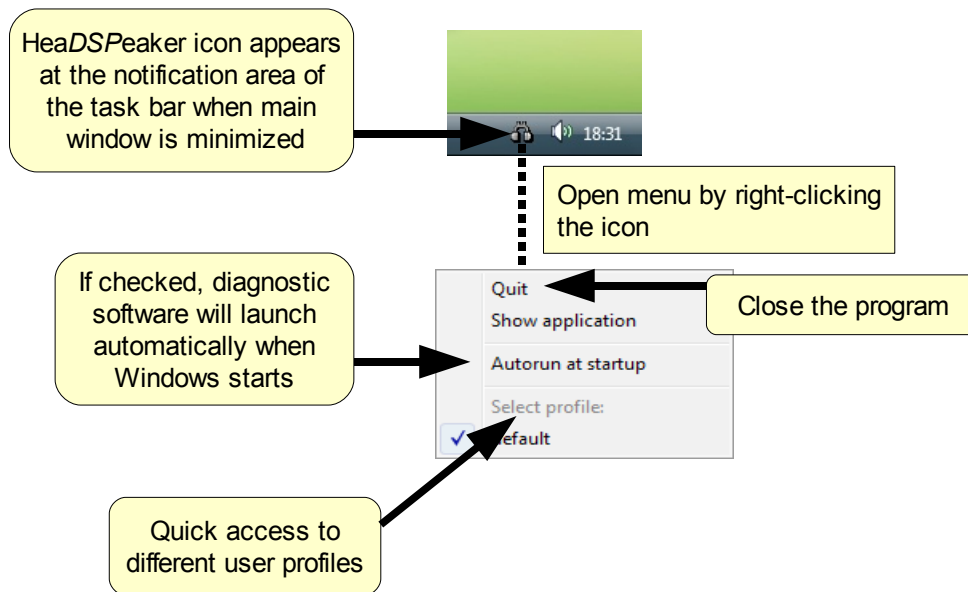 HeaDSPeaker icon appears
at the notification area of
the task bar when main
window is minimized
18:31
Open menu by right-clicking
the icon
If checked, diagnostic
software will launch
automatically when
Windows starts
Quit
Show application
Autorun at startup
Select profile:
default
Close the program
Quick access to
different user profiles